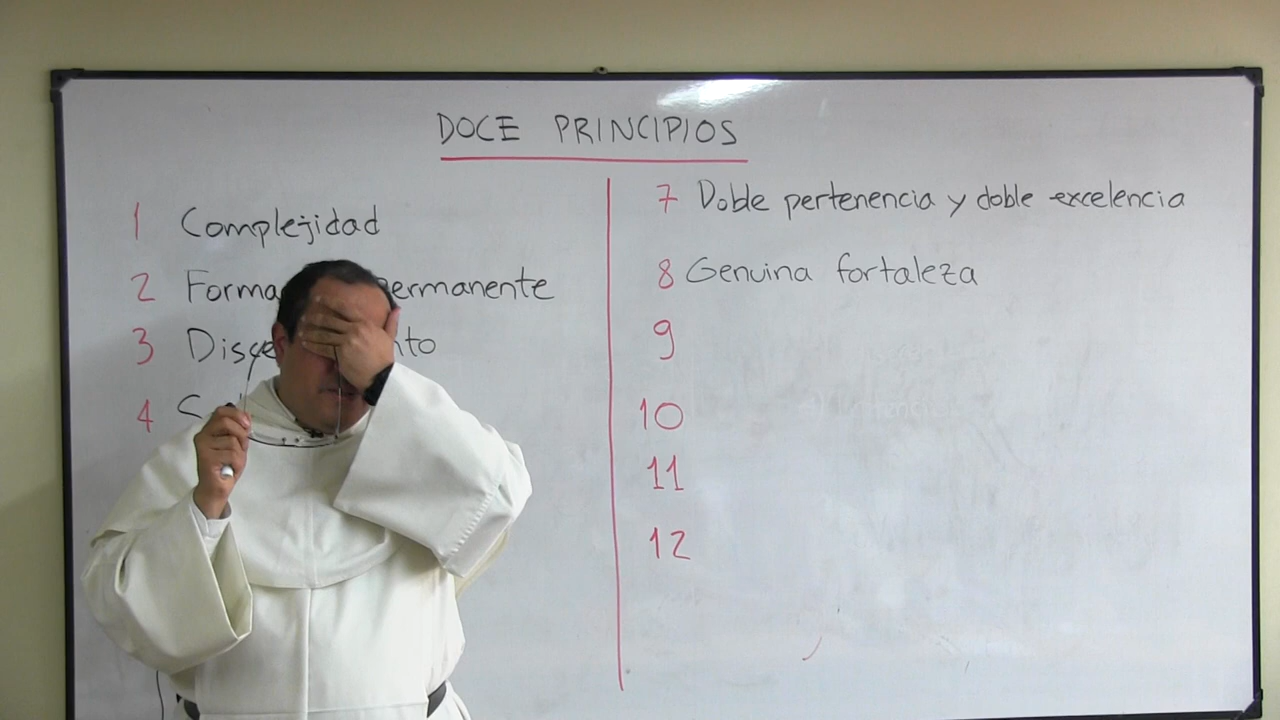 DOCE PRINCIPIOS
1 Complejidad
2 Forma ermanente
3 Disce nto
4
7 Doble pertenencia y doble excelencia
8 Genuina fortaleza
9
10
11
12